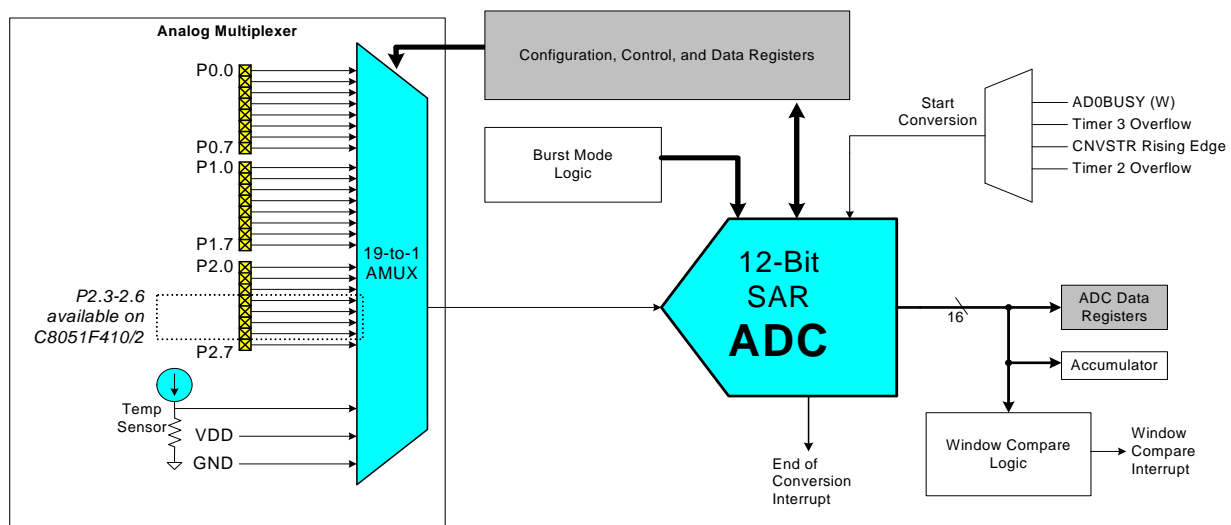 Analog Multiplexer
P0.0
P0.7
P1.0
P1.7
P2.0
P2.3-2.6
available on
C8051F410/2
P2.7
Temp
Sensor
VDD
GND
19-to-1
AMUX
Configuration, Control, and Data Registers
Burst Mode
Logic
Start
Conversion
AD0BUSY (W)
Timer 3 Overflow
CNVSTR Rising Edge
Timer 2 Overflow
12-Bit
SAR
ADC
16
ADC Data
Registers
Accumulator
Window Compare
Logic
Window
Compare
Interrupt
End of
Conversion
Interrupt